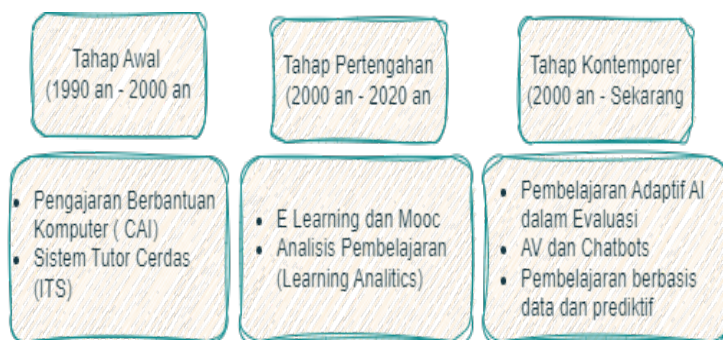 Tahap Awal
(1990 an - 2000 an
Tahap Pertengahan
(2000 an - 2020 an
Tahap Kontemporer
(2000 an - Sekarang
• Pengajaran Berbantuan
Komputer ( CAI)
• Sistem Tutor Cerdas
(ITS)
• E Learning dan Mooc
• Analisis Pembelajaran
(Learning Analitics)
• Pembelajaran Adaptif AI
dalam Evaluasi
• AV dan Chatbots
• Pembelajaran berbasis
data dan prediktif